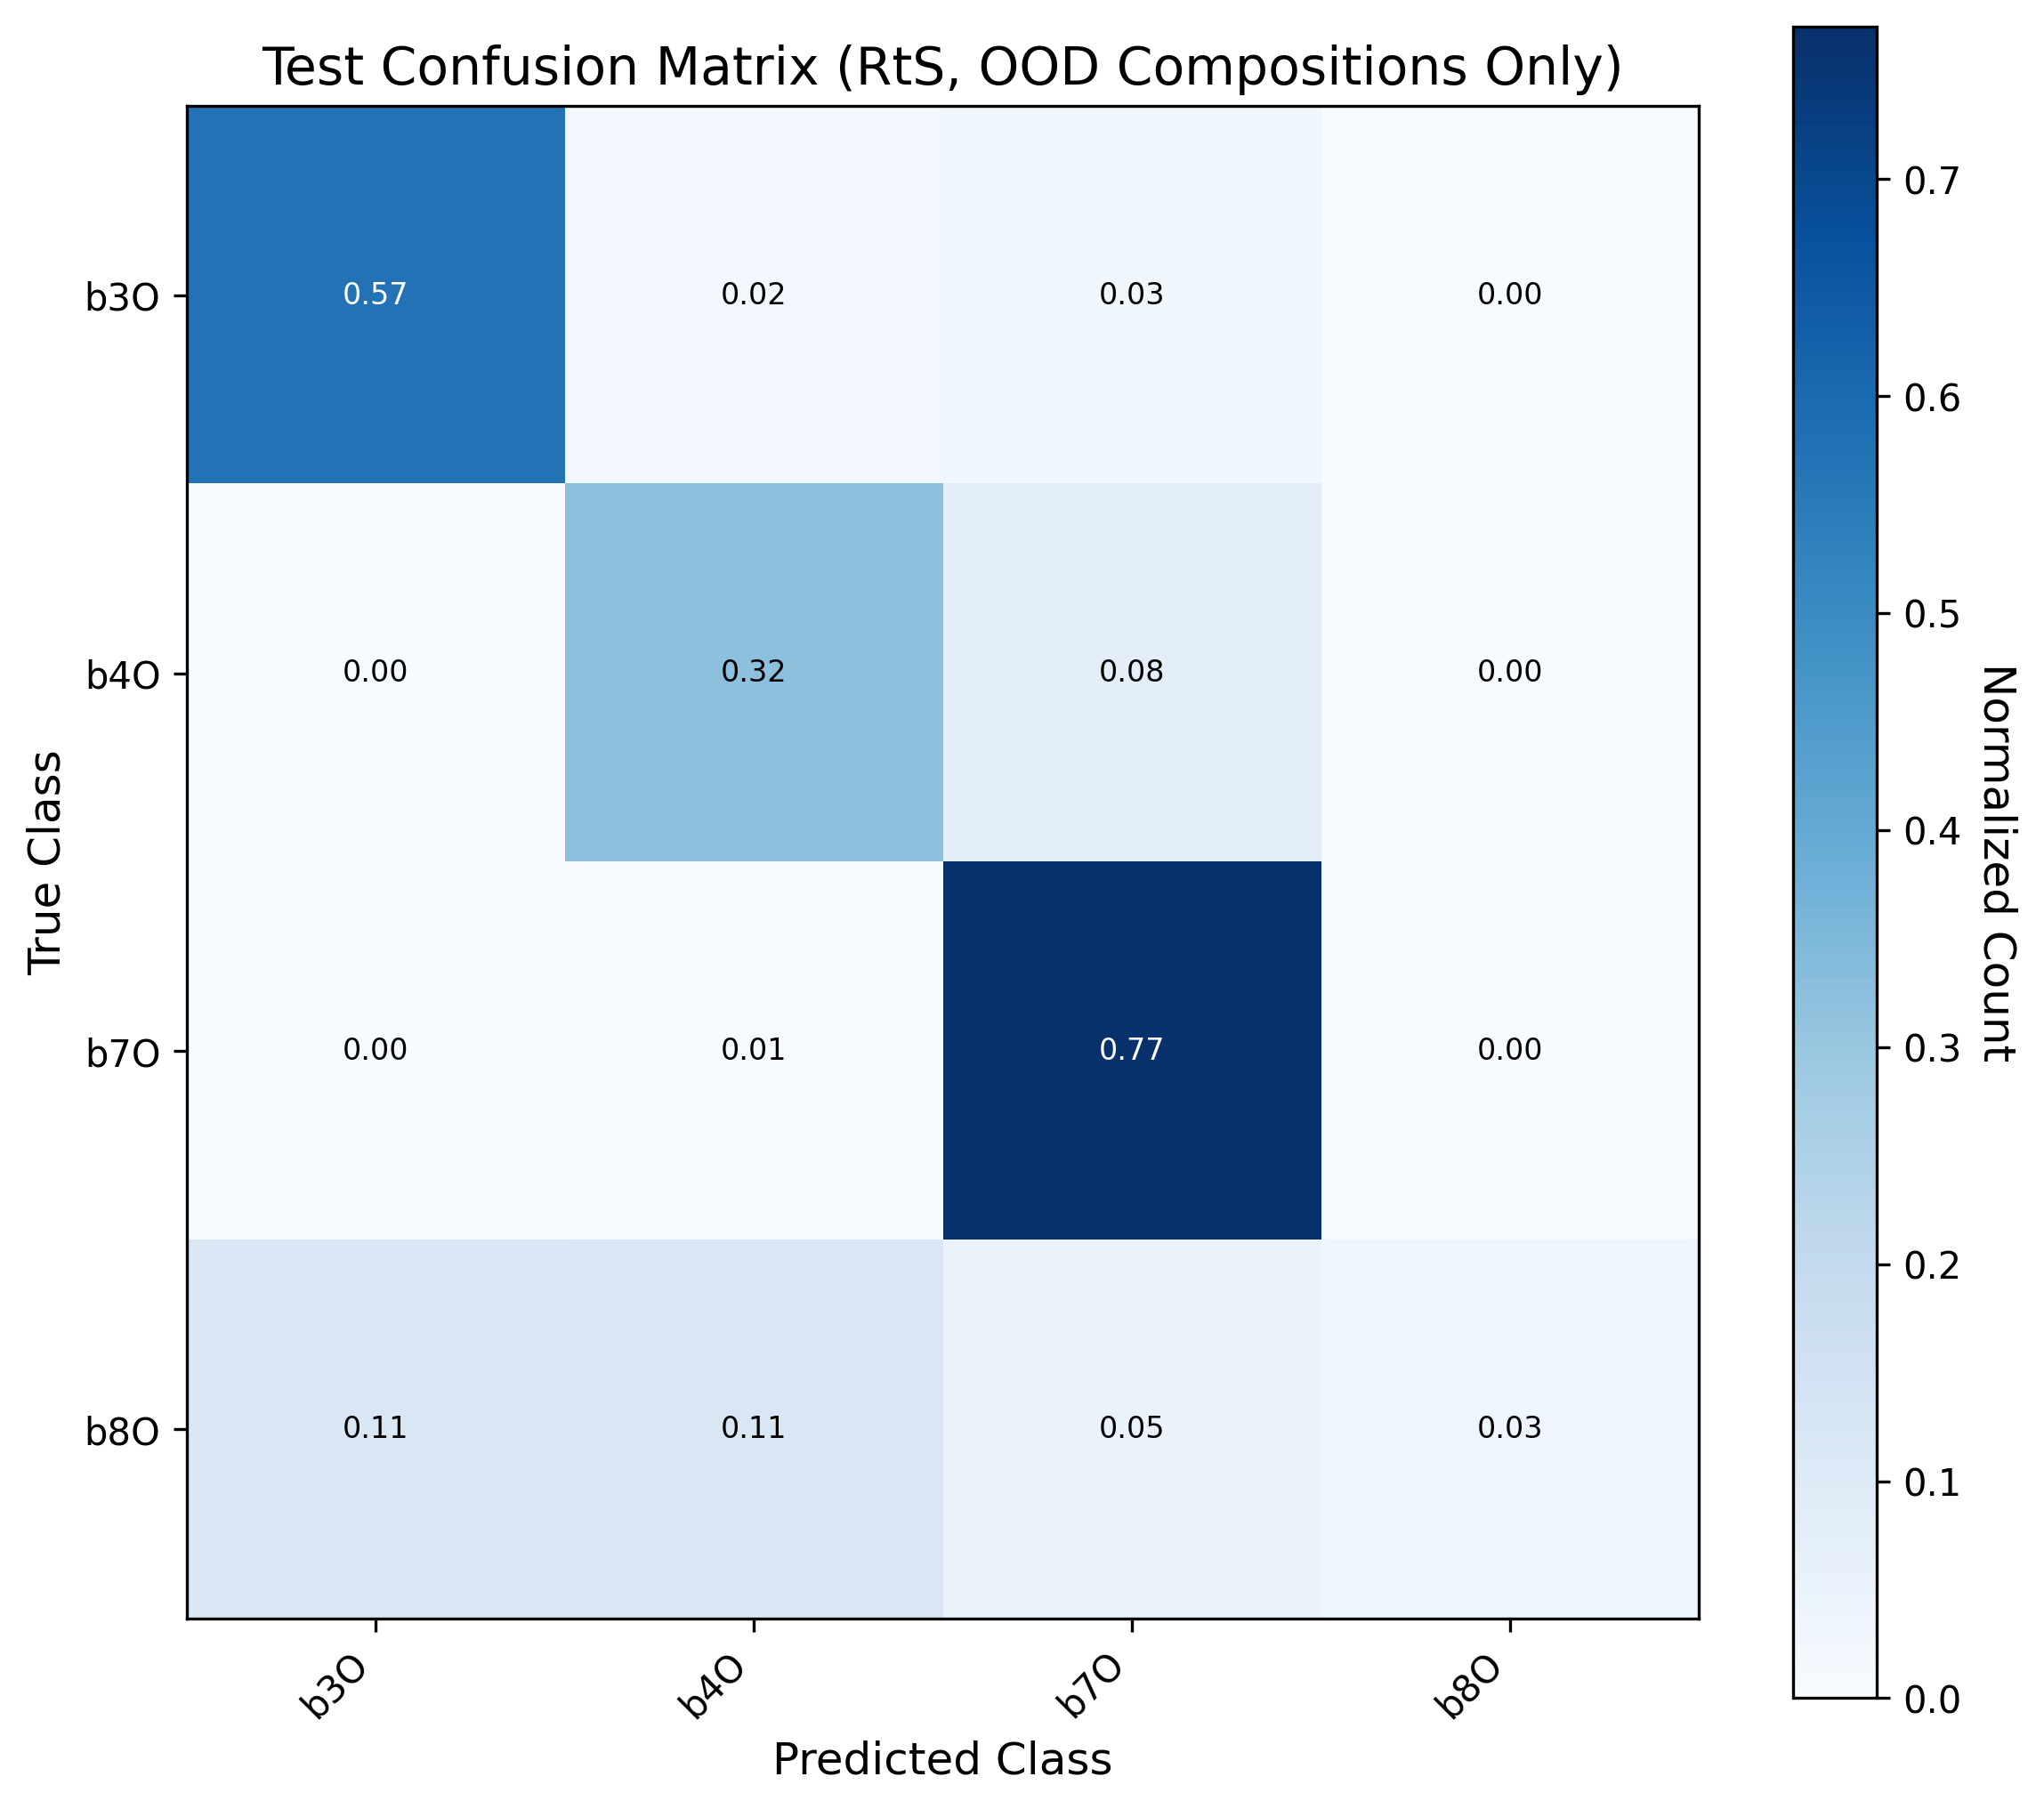 Test Confusion Matrix (RtS, OOD Compositions Only)
True Class
b3O
0.57 0.02 0.03 0.00
b4O
0.00 0.32 0.08 0.00
b7O
0.00 0.01 0.77 0.00
b8O
0.11 0.11 0.05 0.03
b3O b4O b7O b8O
Predicted Class
0.7
0.6
0.5
0.4
0.3
0.2
0.1
0.0
Normalized Count